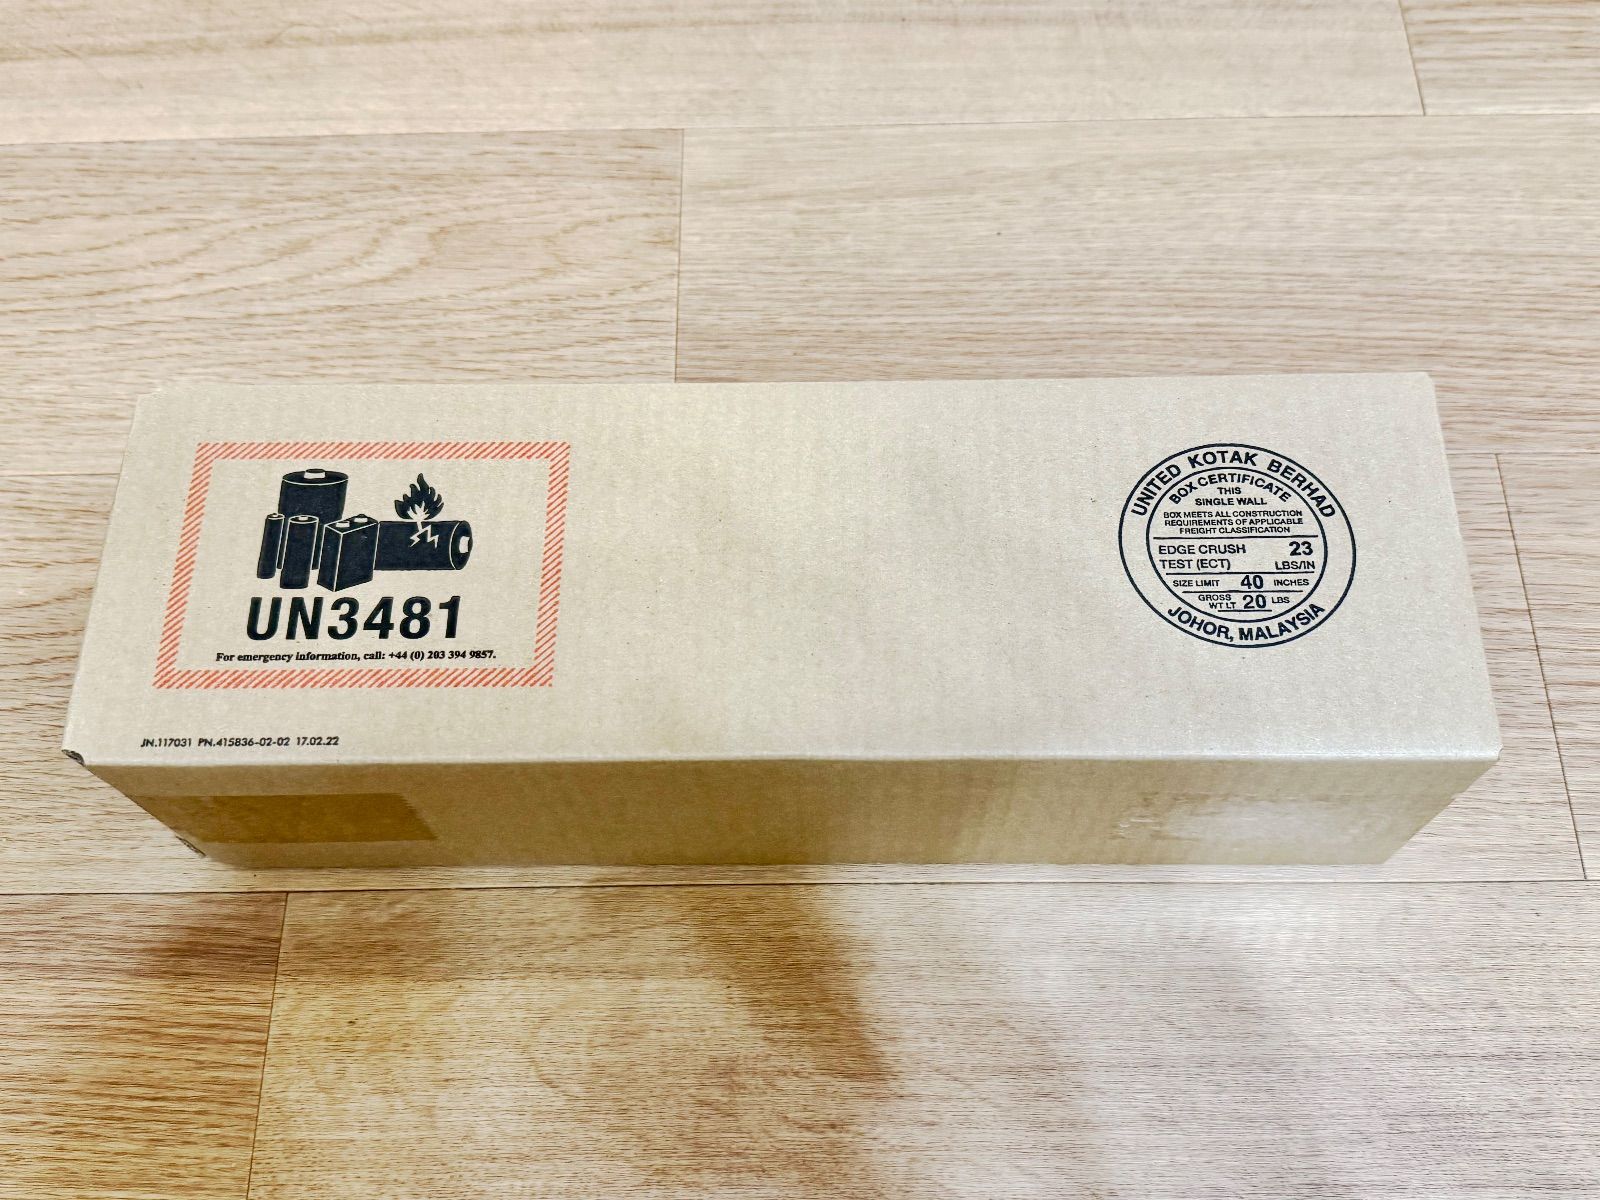 UN3481
For emergency information, call: +44 (0) 203 394 9857.
JN.117031 PN.415836-02-02 17.02.22
UNITED KOTAK BERHAD
BOX CERTIFICATE
THIS
SINGLE WALL
BOX MEETS ALL CONSTRUCTION
REQUIREMENTS OF APPLICABLE
FREIGHT CLASSIFICATION
EDGE CRUSH 23
TEST (ECT) LBS/IN
SIZE LIMIT 40 INCHES
GROSS
WT LT 20 LBS
JOHOR, MALAYSIA